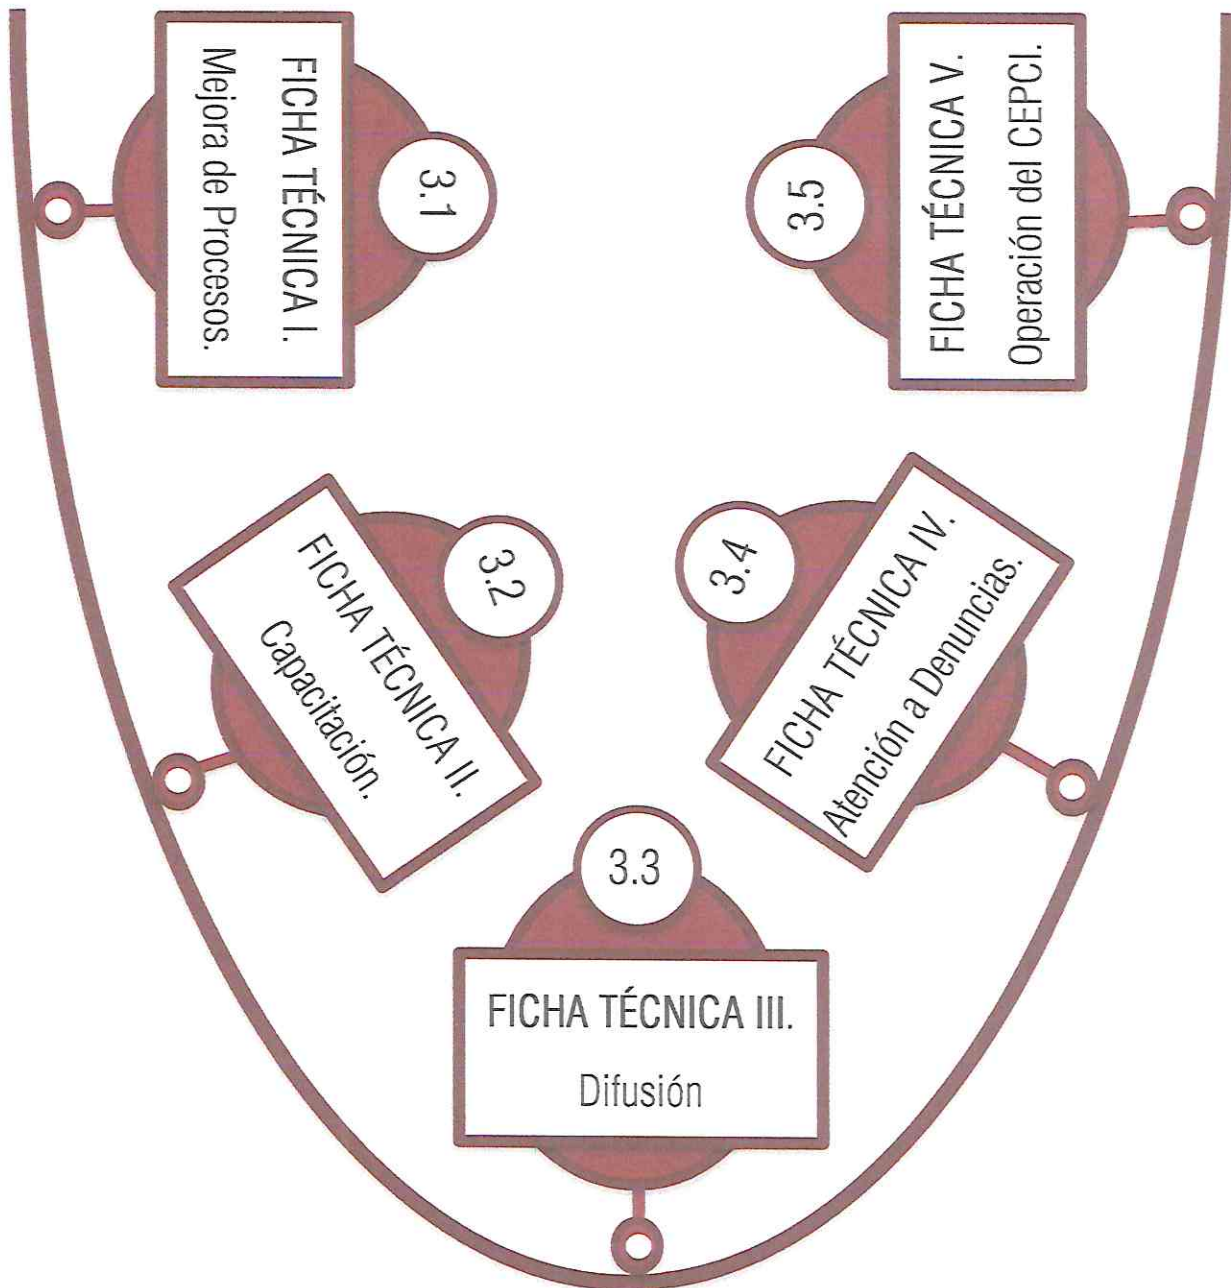 3.1
FICHA TÉCNICA I.
Mejora de Procesos.
3.2
FICHA TÉCNICA II.
Capacitación.
3.3
FICHA TÉCNICA III.
Difusión
3.4
FICHA TÉCNICA IV.
Atención a Denuncias.
3.5
FICHA TÉCNICA V.
Operación del CEPCI.